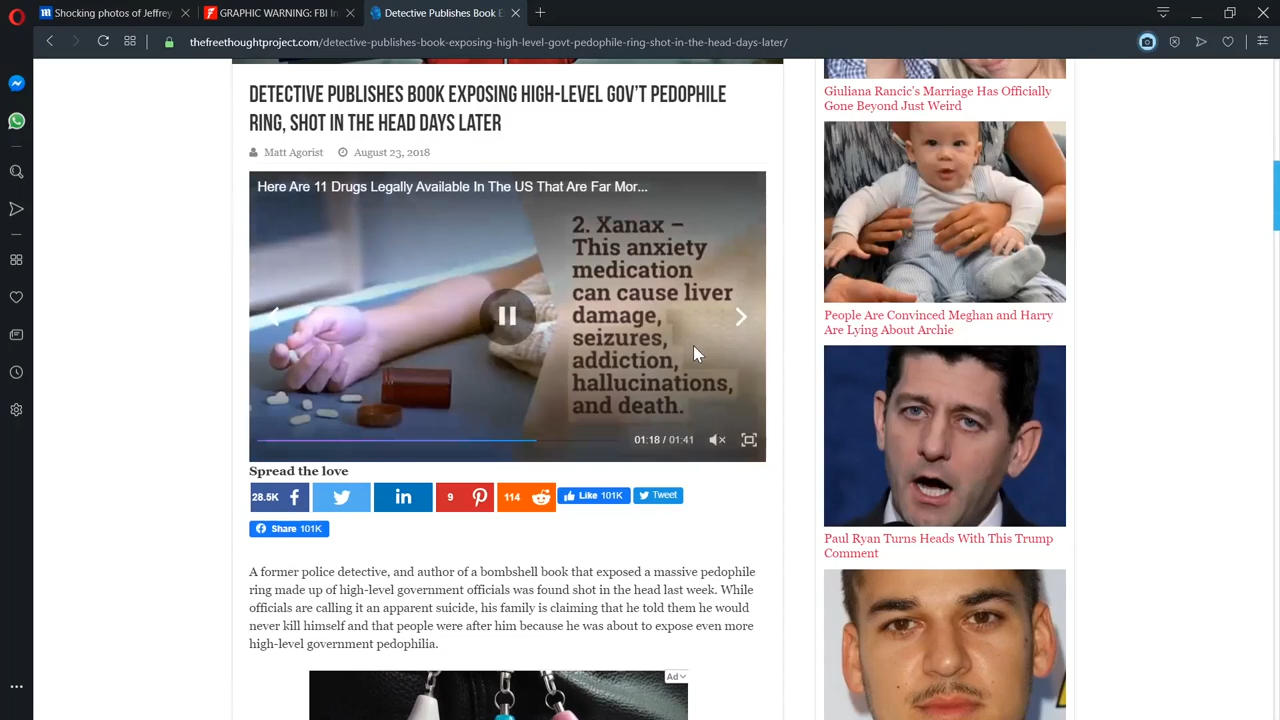 Shocking photos of Jeffrey
GRAPHIC WARNING: FBI In
Detective Publishes Book E
thefreethoughtproject.com/detective-publishes-book-exposing-high-level-govt-pedophile-ring-shot-in-the-head-days-later/
DETECTIVE PUBLISHES BOOK EXPOSING HIGH-LEVEL GOV'T PEDOPHILE
RING, SHOT IN THE HEAD DAYS LATER
Matt Agorist August 23, 2018
Here Are 11 Drugs Legally Available In The US That Are Far Mor...
2. Xanax –
This anxiety
medication
can cause liver
damage,
seizures,
addiction,
hallucinations,
and death.
01:18 / 01:41
Spread the love
28.5K
9
114
Like 101K
Tweet
Share 101K
A former police detective, and author of a bombshell book that exposed a massive pedophile
ring made up of high-level government officials was found shot in the head last week. While
officials are calling it an apparent suicide, his family is claiming that he told them he would
never kill himself and that people were after him because he was about to expose even more
high-level government pedophilia.
Ad
Giuliana Rancic's Marriage Has Officially
Gone Beyond Just Weird
People Are Convinced Meghan and Harry
Are Lying About Archie
Paul Ryan Turns Heads With This Trump
Comment